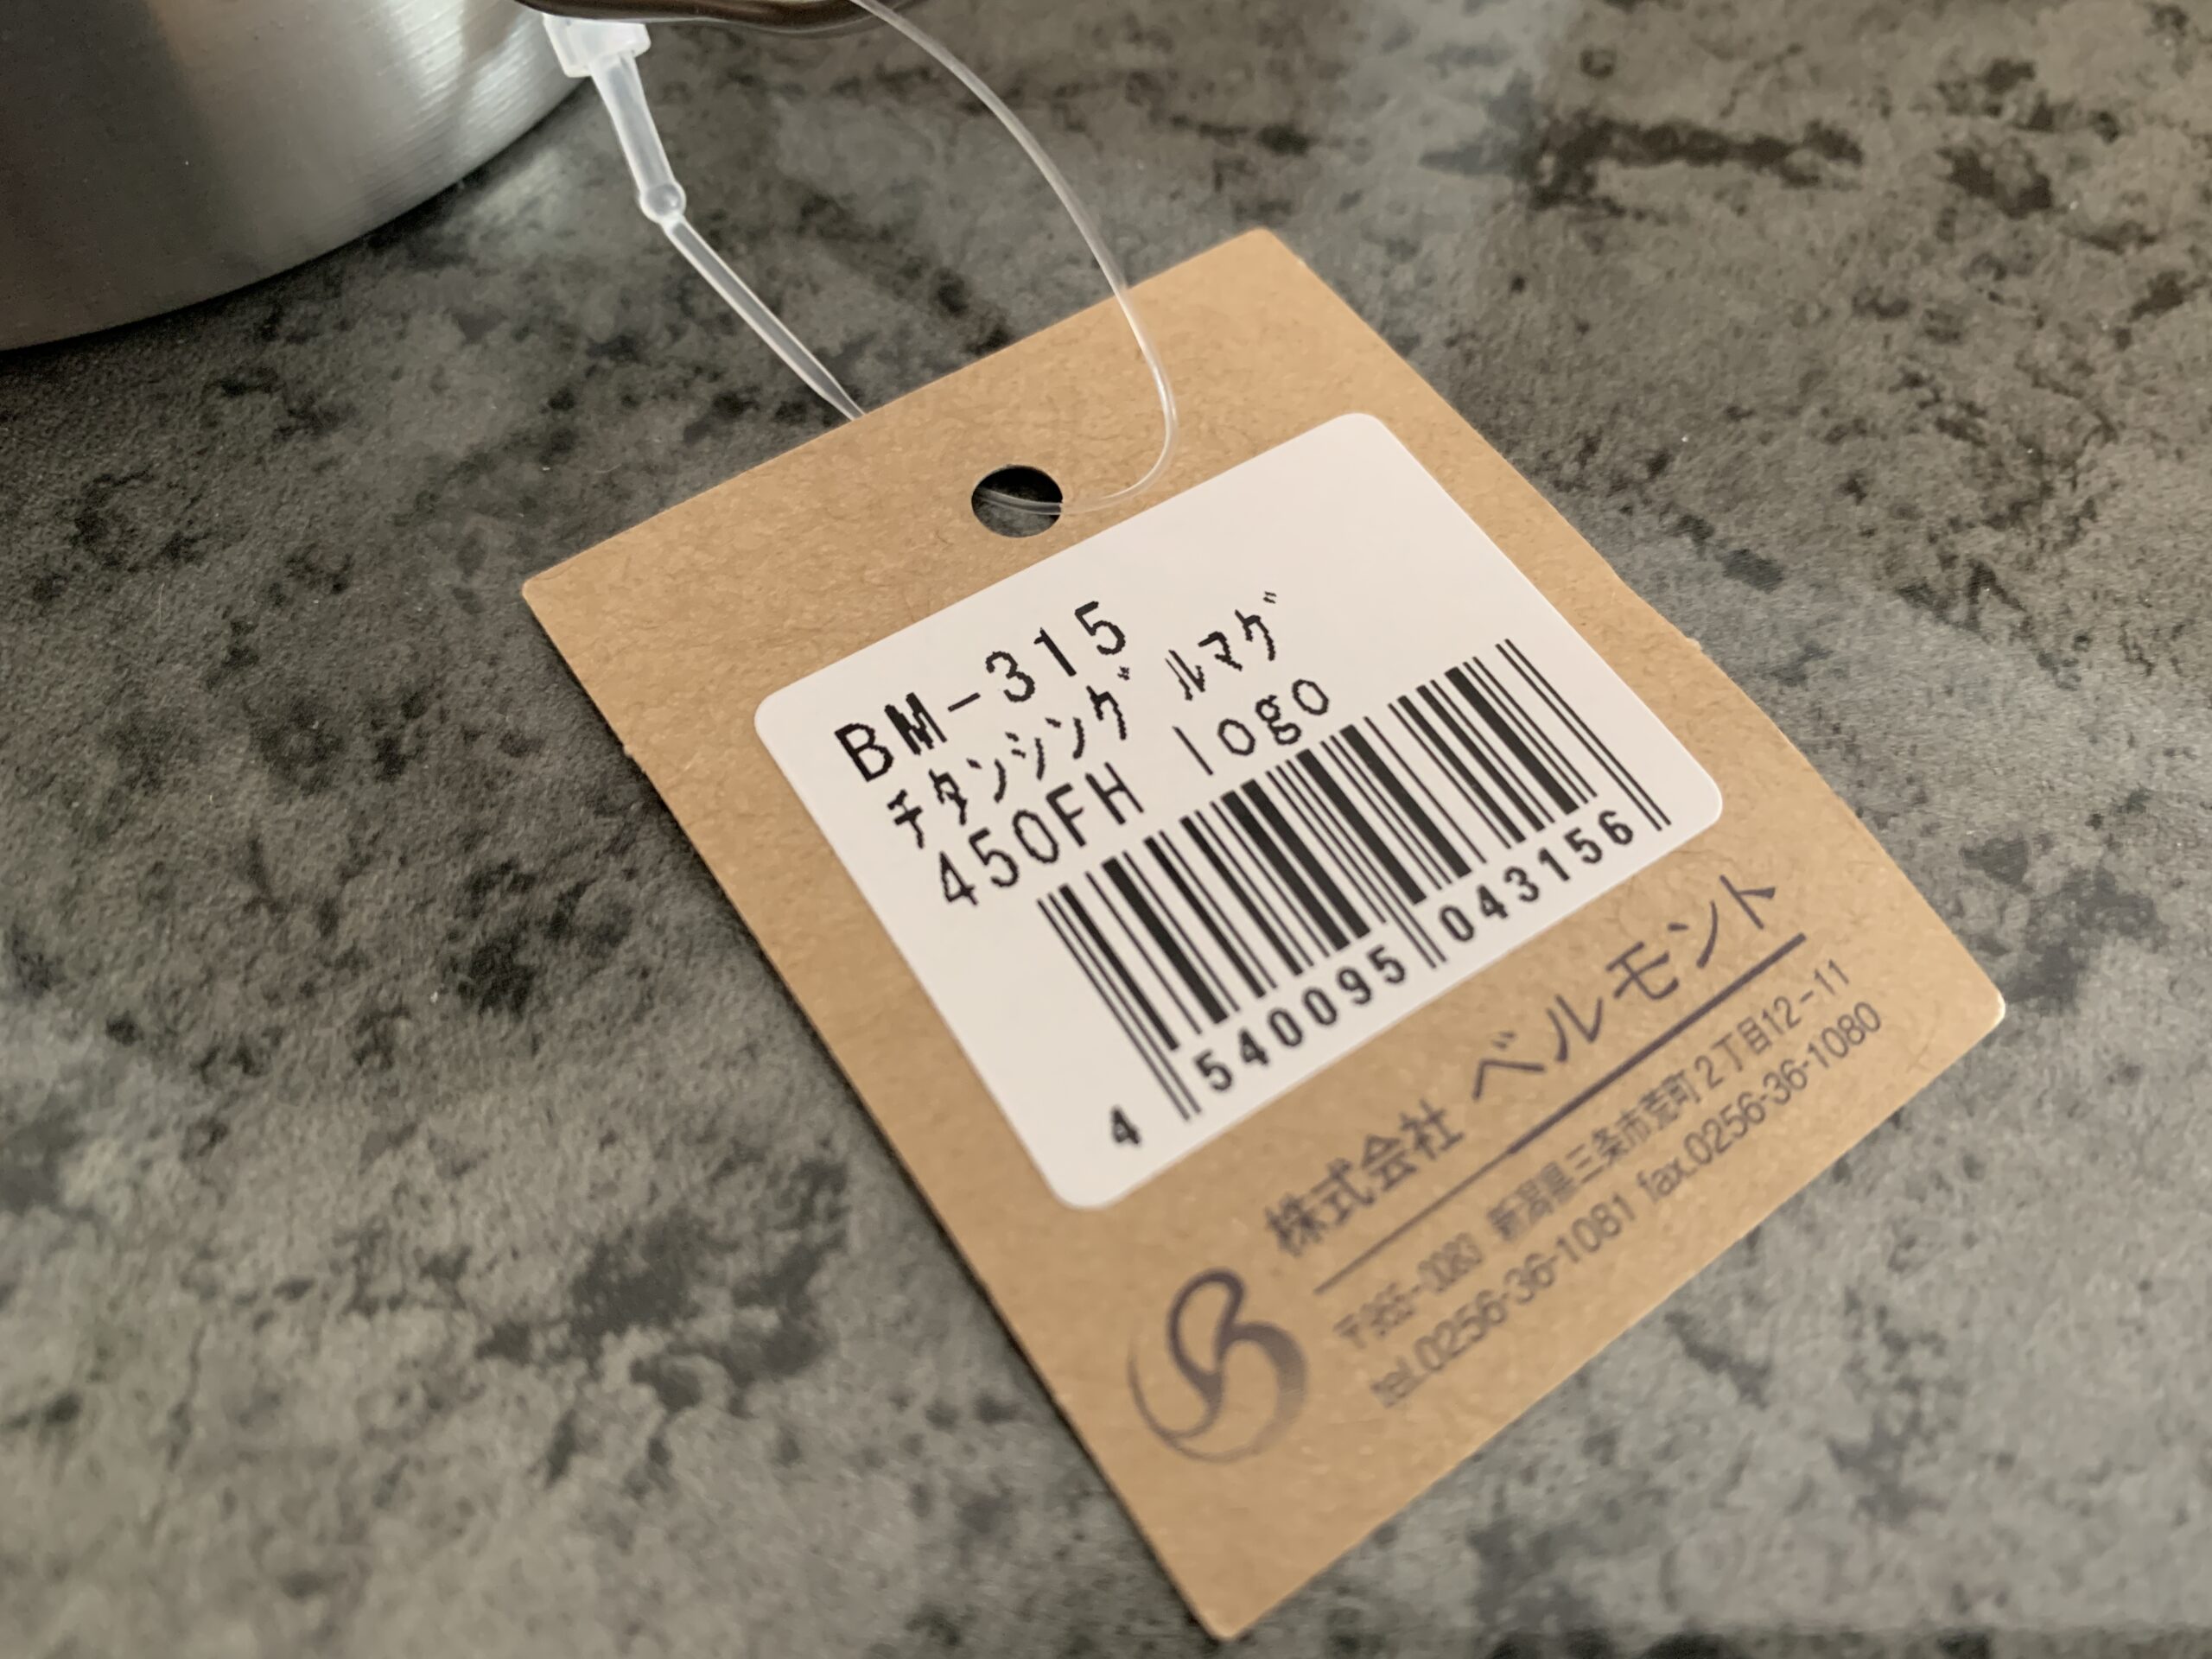 BM-315
ﾁﾀﾝｼﾝｸﾞﾙﾏｸﾞ
450FH logo
4 540095 043156
株式会社 ベルモント
〒955-0083 新潟県三条市荒町2丁目12-11
tel.0256-36-1081 fax.0256-36-1080